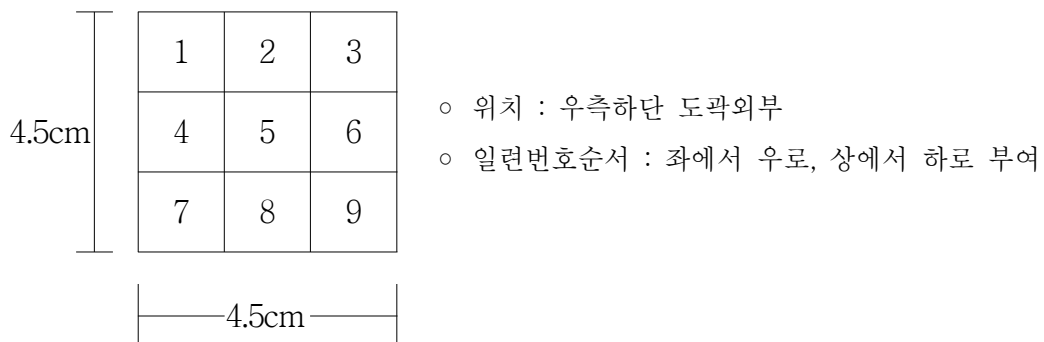 1 2 3
4 5 6
7 8 9
4.5cm
4.5cm
○ 위치 : 우측하단 도곽외부
○ 일련번호순서 : 좌에서 우로, 상에서 하로 부여